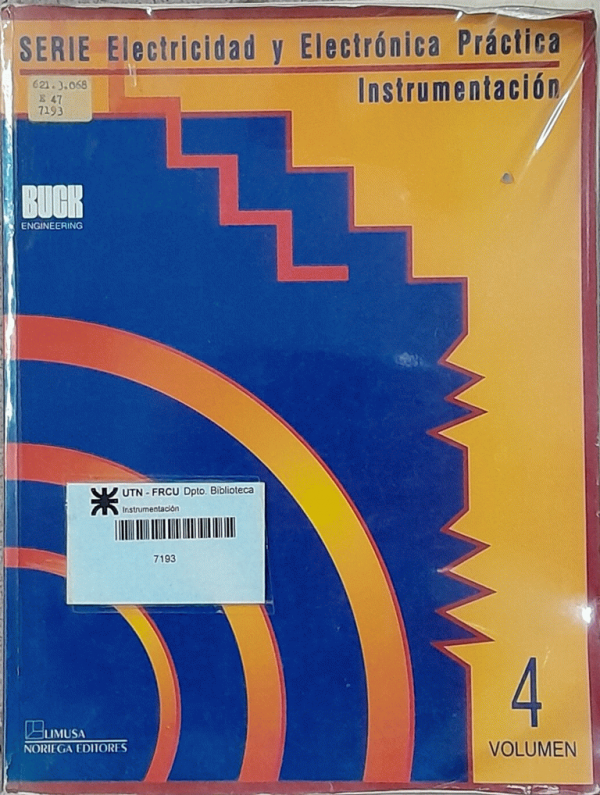 SERIE Electricidad y Electrónica Práctica
Instrumentación
621.3.068
E 47
7193
BUCK
ENGINEERING
UTN - FRCU Dpto. Biblioteca
Instrumentación
7193
4
VOLUMEN
LIMUSA
NORIEGA EDITORES